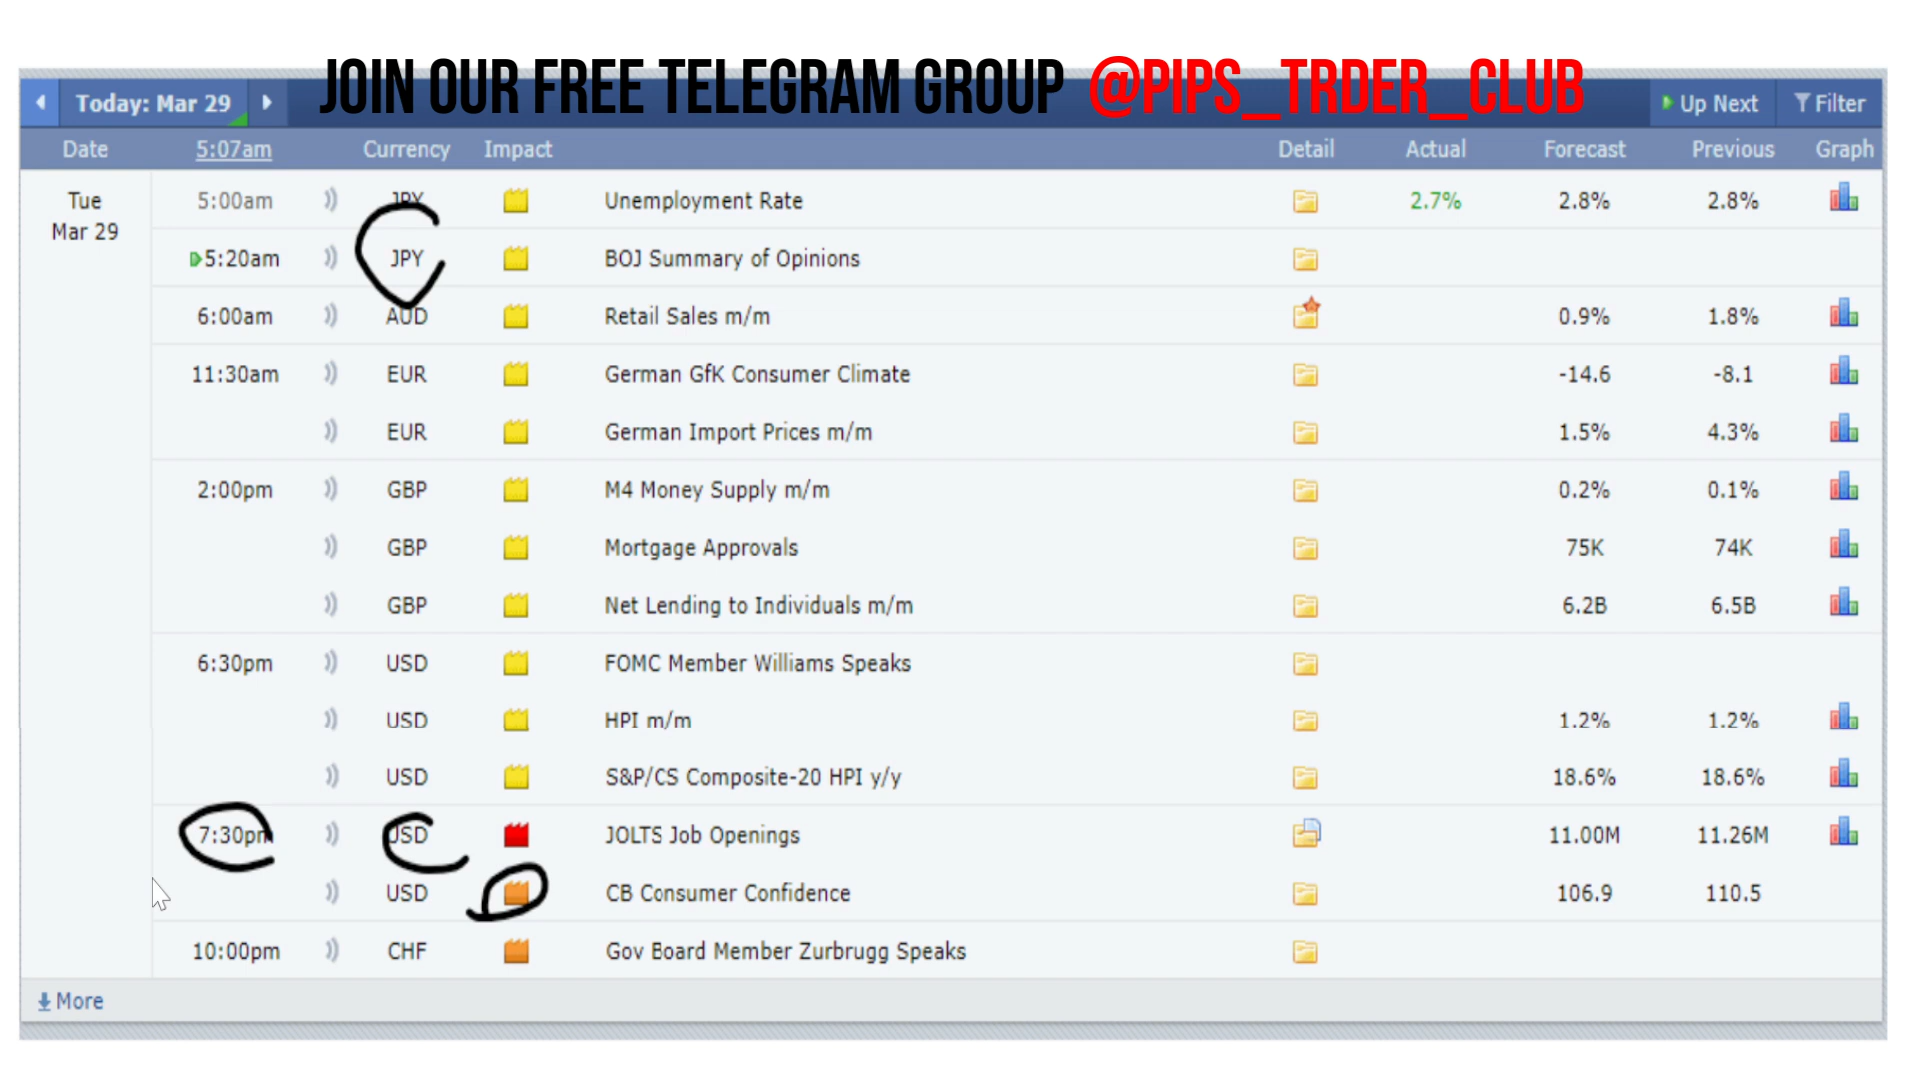 JOIN OUR FREE TELEGRAM GROUP @PIPS_TRDER_CLUB
Today: Mar 29 Up Next Filter
Date 5:07am Currency Impact Detail Actual Forecast Previous Graph
Tue 5:00am JPY Unemployment Rate 2.7% 2.8% 2.8%
Mar 29
5:20am JPY BOJ Summary of Opinions
6:00am AUD Retail Sales m/m 0.9% 1.8%
11:30am EUR German GfK Consumer Climate -14.6 -8.1
EUR German Import Prices m/m 1.5% 4.3%
2:00pm GBP M4 Money Supply m/m 0.2% 0.1%
GBP Mortgage Approvals 75K 74K
GBP Net Lending to Individuals m/m 6.2B 6.5B
6:30pm USD FOMC Member Williams Speaks
USD HPI m/m 1.2% 1.2%
USD S&P/CS Composite-20 HPI y/y 18.6% 18.6%
7:30pm USD JOLTS Job Openings 11.00M 11.26M
USD CB Consumer Confidence 106.9 110.5
10:00pm CHF Gov Board Member Zurbrugg Speaks
More